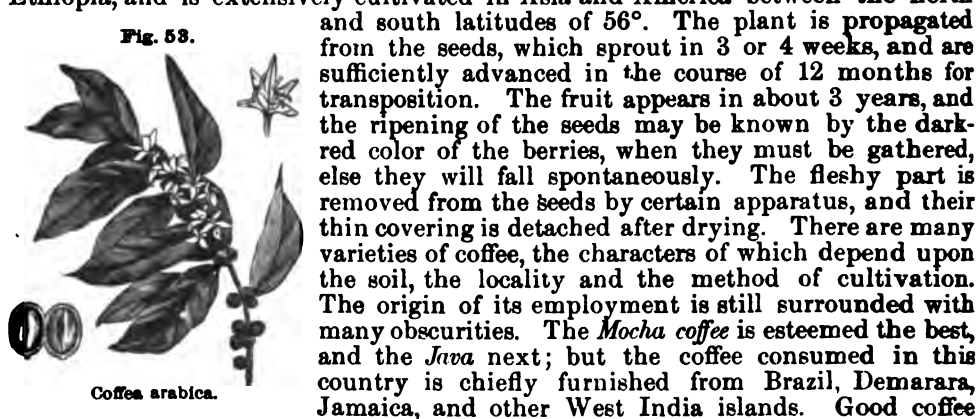 Ethiopia, and is extensively cultivated in Asia and America between the north
and south latitudes of 56°. The plant is propagated
from the seeds, which sprout in 3 or 4 weeks, and are
sufficiently advanced in the course of 12 months for
transposition. The fruit appears in about 3 years, and
the ripening of the seeds may be known by the dark-
red color of the berries, when they must be gathered,
else they will fall spontaneously. The fleshy part is
removed from the seeds by certain apparatus, and their
thin covering is detached after drying. There are many
varieties of coffee, the characters of which depend upon
the soil, the locality and the method of cultivation.
The origin of its employment is still surrounded with
many obscurities. The Mocha coffee is esteemed the best,
and the Java next; but the coffee consumed in this
country is chiefly furnished from Brazil, Demarara,
Jamaica, and other West India islands. Good coffee
Fig. 53.
Coffea arabica.